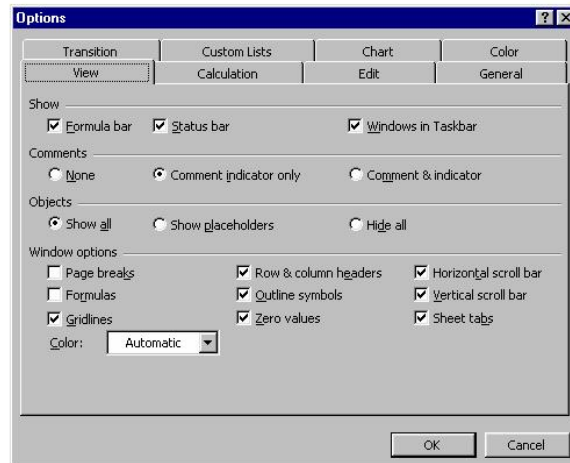 Options
Transition Custom Lists Chart Color
View Calculation Edit General
Show
Formula bar Status bar Windows in Taskbar
Comments
None Comment indicator only Comment & indicator
Objects
Show all Show placeholders Hide all
Window options
Page breaks Row & column headers Horizontal scroll bar
Formulas Outline symbols Vertical scroll bar
Gridlines Zero values Sheet tabs
Color: Automatic
OK Cancel